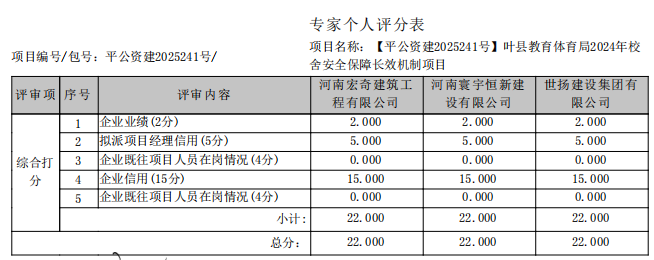 专家个人评分表
项目编号/包号：平公资建2025241号/
项目名称：【平公资建2025241号】叶县教育体育局2024年校
舍安全保障长效机制项目
评审项 序号 评审内容 河南宏奇建筑工程有限公司 河南寰宇恒新建设有限公司 世扬建设集团有限公司
综合打分
1 企业业绩(2分) 2.000 2.000 2.000
2 拟派项目经理信用(5分) 5.000 5.000 5.000
3 企业既往项目人员在岗情况(4分) 0.000 0.000 0.000
4 企业信用(15分) 15.000 15.000 15.000
5 企业既往项目人员在岗情况(4分) 0.000 0.000 0.000
小计： 22.000 22.000 22.000
总分： 22.000 22.000 22.000